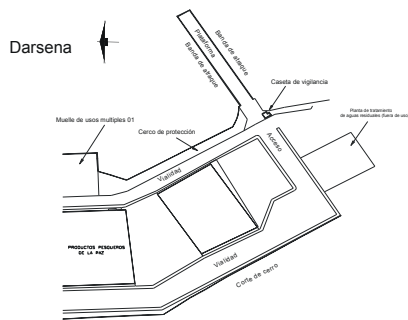 Darsena
Plataforma
Banda de atraque
Banda de atraque
Caseta de vigilancia
Planta de tratamiento
de aguas residuales (fuera de uso)
Muelle de usos multiples 01
Cerco de protección
Acceso
Vialidad
PRODUCTOS PESQUEROS
DE LA PAZ
Vialidad
Corte de cerro